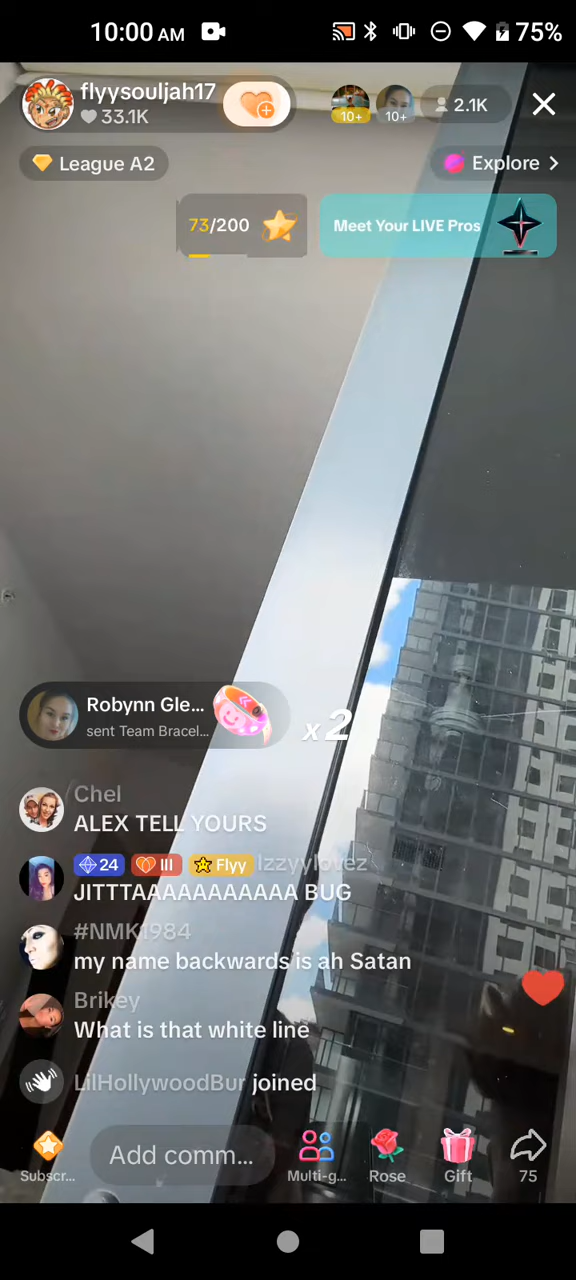 10:00 AM
75%
flyysouljah17
33.1K
10+
10+
2.1K
League A2
Explore
73/200
Meet Your LIVE Pros
Robynn Gle...
sent Team Bracel...
x2
Chel
ALEX TELL YOURS
24
III
Flyy
Izzyylovez
JITTTAAAAAAAAAAA BUG
#NMK1984
my name backwards is ah Satan
Brikey
What is that white line
LilHollywoodBur joined
Add comm...
Subscr...
Multi-g...
Rose
Gift
75